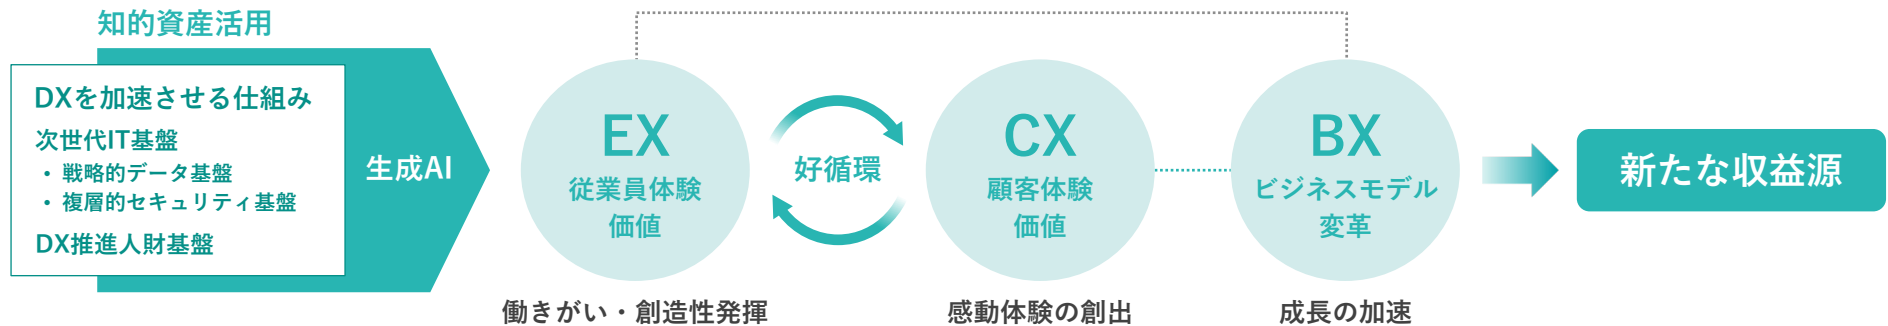 知的資産活用
DXを加速させる仕組み
次世代IT基盤
・戦略的データ基盤
・複層的セキュリティ基盤
DX推進人財基盤
生成AI
EX
従業員体験
価値
働きがい・創造性発揮
好循環
CX
顧客体験
価値
感動体験の創出
BX
ビジネスモデル
変革
成長の加速
新たな収益源